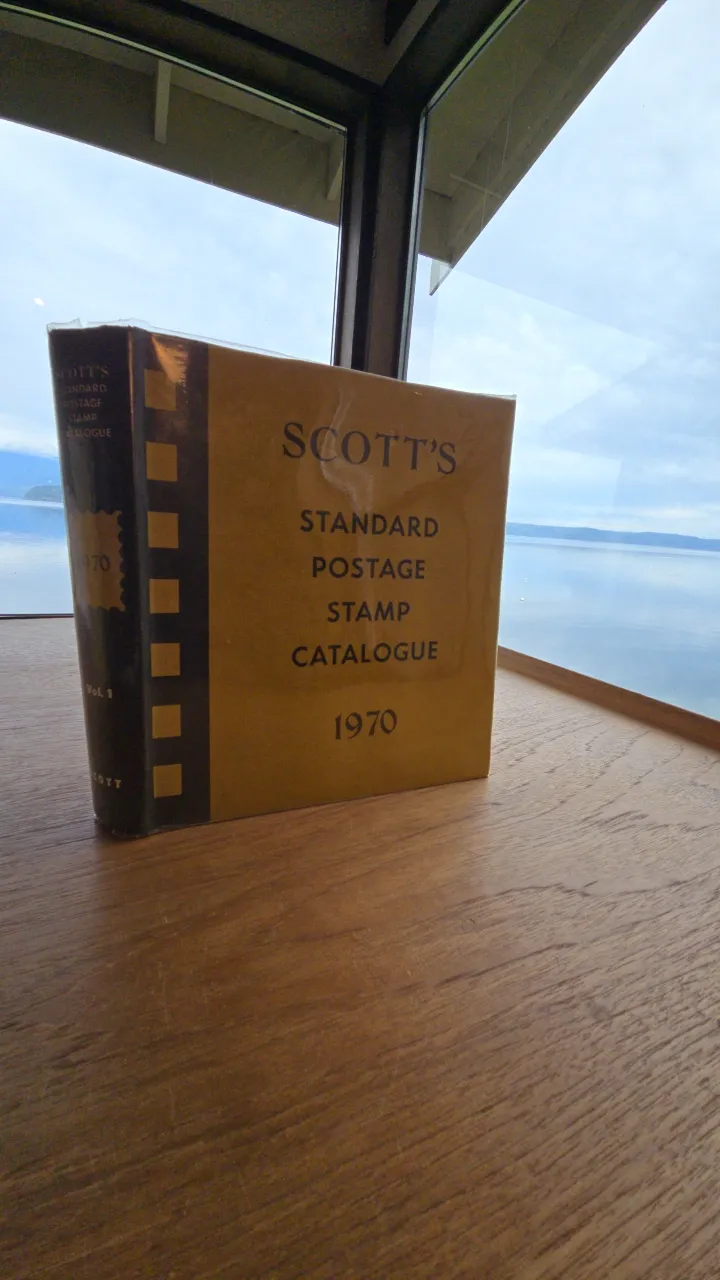 SCOTT'S
STANDARD
POSTAGE
STAMP
CATALOGUE
1970
Vol. 1
SCOTT
SCOTT'S
STANDARD
POSTAGE
STAMP
CATALOGUE
1970